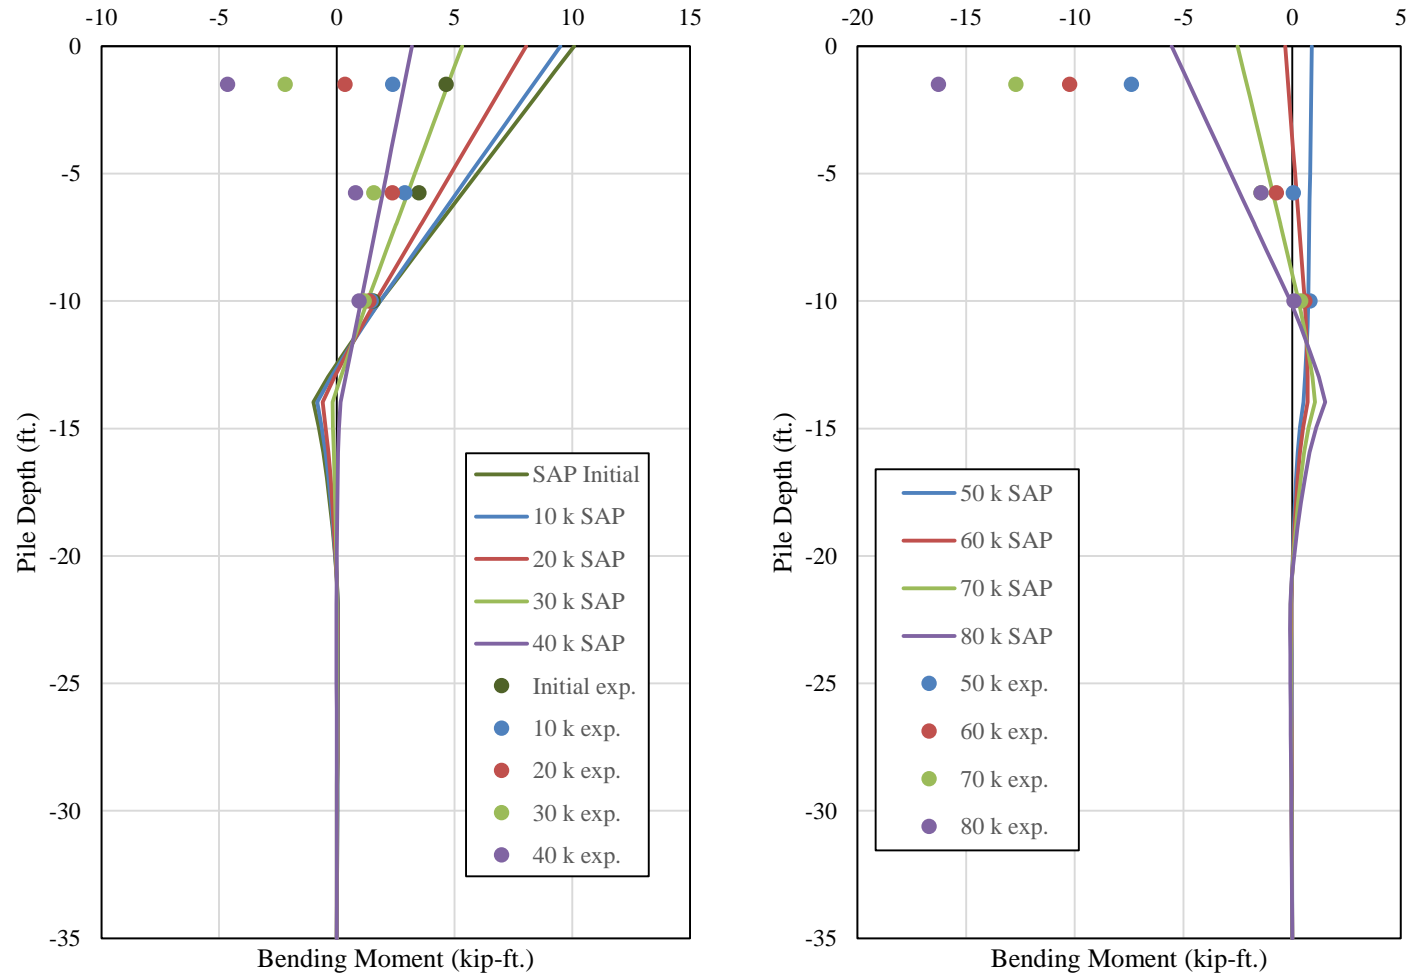 -10 -5 0 5 10 15
0
-5
-10
-15
-20
-25
-30
-35
Pile Depth (ft.)
SAP Initial
10 k SAP
20 k SAP
30 k SAP
40 k SAP
Initial exp.
10 k exp.
20 k exp.
30 k exp.
40 k exp.
Bending Moment (kip-ft.)
-20 -15 -10 -5 0 5
0
-5
-10
-15
-20
-25
-30
-35
Pile Depth (ft.)
50 k SAP
60 k SAP
70 k SAP
80 k SAP
50 k exp.
60 k exp.
70 k exp.
80 k exp.
Bending Moment (kip-ft.)